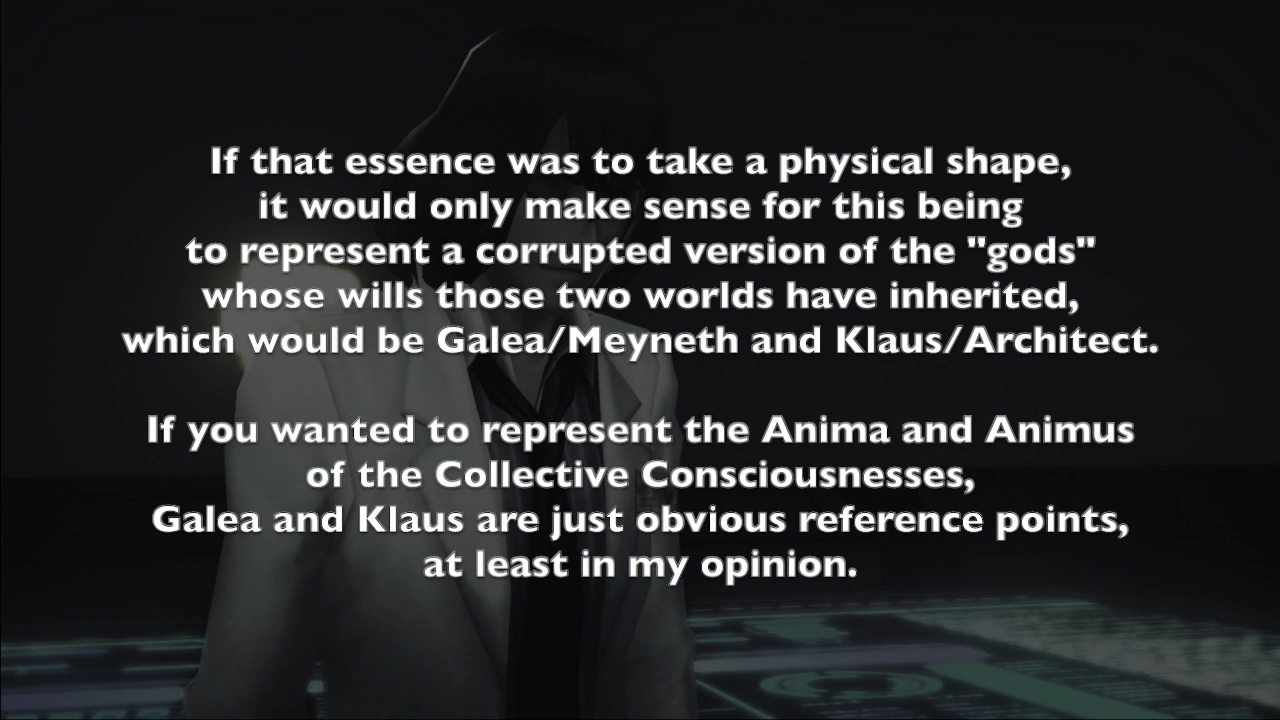 If that essence was to take a physical shape,
it would only make sense for this being
to represent a corrupted version of the "gods"
whose wills those two worlds have inherited,
which would be Galea/Meyneth and Klaus/Architect.
If you wanted to represent the Anima and Animus
of the Collective Consciousnesses,
Galea and Klaus are just obvious reference points,
at least in my opinion.